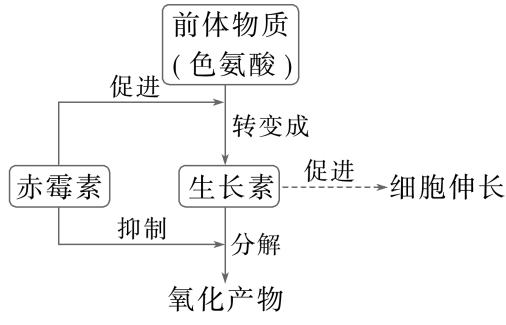 前体物质
(色氨酸)
促进
转变成
赤霉素
生长素
促进
细胞伸长
抑制
分解
氧化产物